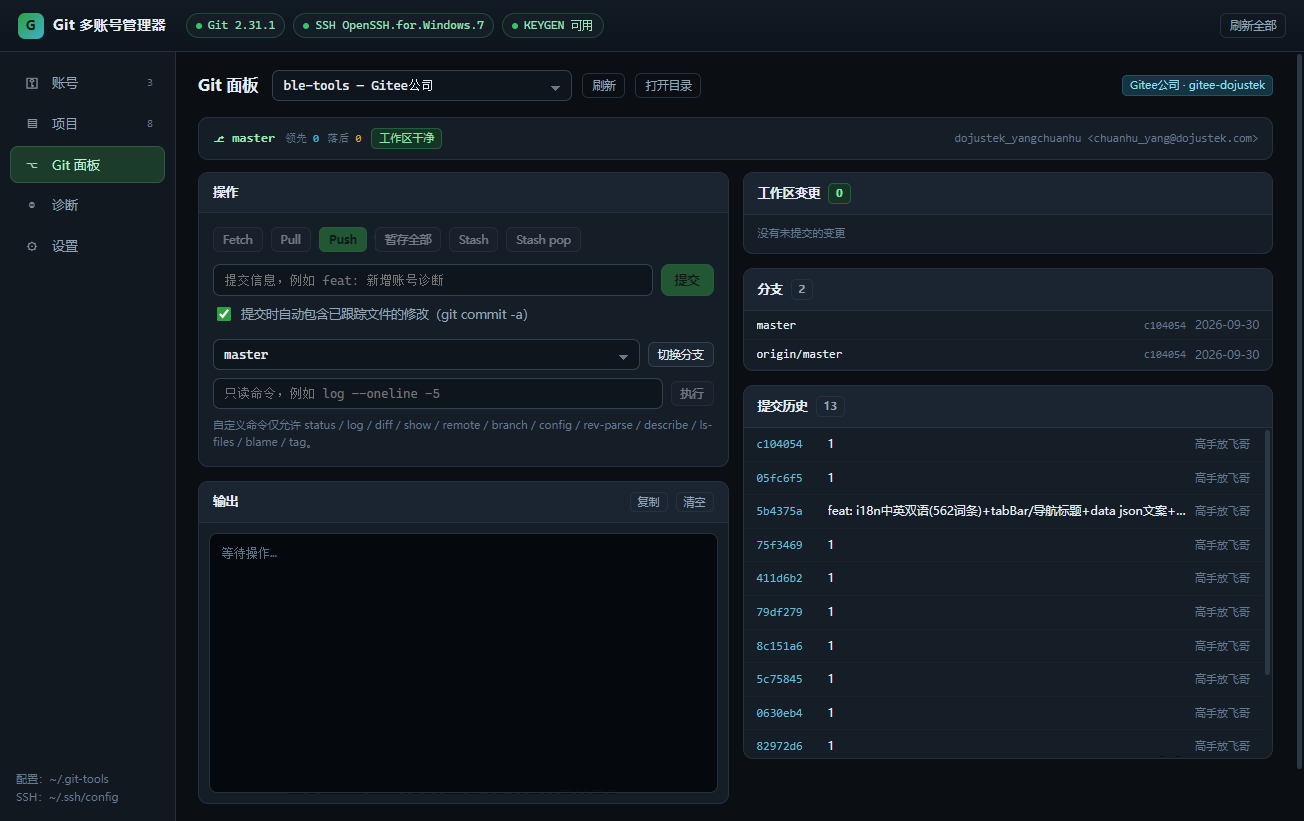 G Git 多账号管理器 Git 2.31.1 SSH OpenSSH.for.Windows.7 KEYGEN 可用 刷新全部
账号 3
项目 8
Git 面板
诊断
设置
配置：~/.git-tools
SSH：~/.ssh/config
Git 面板 ble-tools — Gitee公司 刷新 打开目录 Gitee公司 · gitee-dojustek
master 领先 0 落后 0 工作区干净 dojustek_yangchuanhu <chuanhu_yang@dojustek.com>
操作
Fetch Pull Push 暂存全部 Stash Stash pop
提交信息，例如 feat: 新增账号诊断 提交
提交时自动包含已跟踪文件的修改（git commit -a）
master 切换分支
只读命令，例如 log --oneline -5 执行
自定义命令仅允许 status / log / diff / show / remote / branch / config / rev-parse / describe / ls-
files / blame / tag。
输出 复制 清空
等待操作…
工作区变更 0
没有未提交的变更
分支 2
master c104054 2026-09-30
origin/master c104054 2026-09-30
提交历史 13
c104054 1 高手放飞哥
05fc6f5 1 高手放飞哥
5b4375a feat: i18n中英双语(562词条)+tabBar/导航标题+data json文案+... 高手放飞哥
75f3469 1 高手放飞哥
411d6b2 1 高手放飞哥
79df279 1 高手放飞哥
8c151a6 1 高手放飞哥
5c75845 1 高手放飞哥
0630eb4 1 高手放飞哥
82972d6 1 高手放飞哥